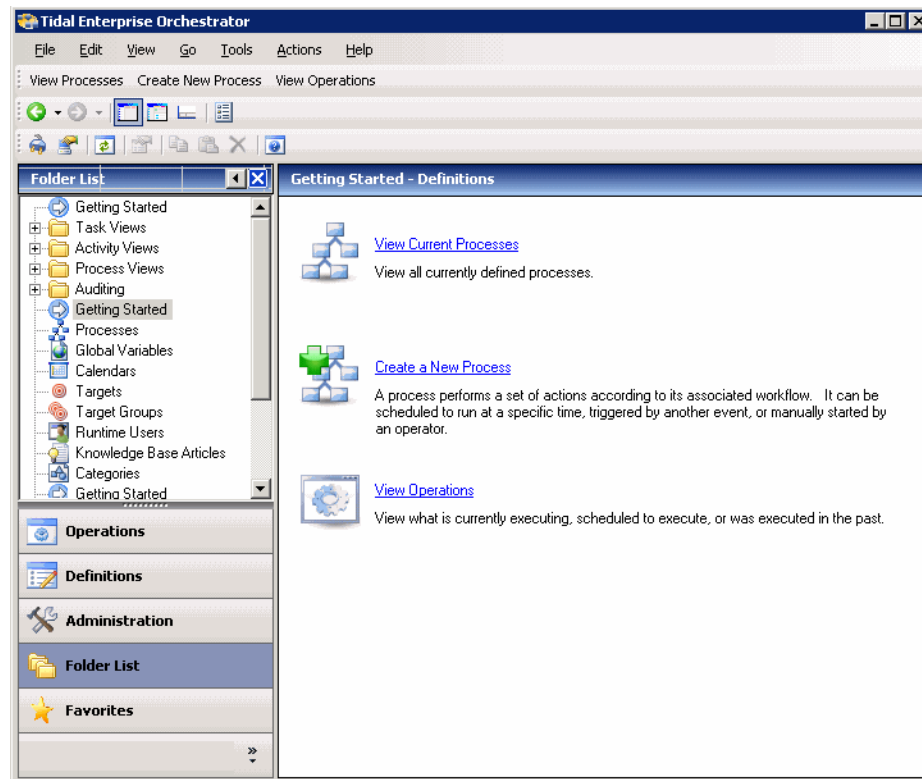 Tidal Enterprise Orchestrator
File Edit View Go Tools Actions Help
View Processes Create New Process View Operations
Folder List
Getting Started
Task Views
Activity Views
Process Views
Auditing
Getting Started
Processes
Global Variables
Calendars
Targets
Target Groups
Runtime Users
Knowledge Base Articles
Categories
Getting Started
Operations
Definitions
Administration
Folder List
Favorites
Getting Started - Definitions
View Current Processes
View all currently defined processes.
Create a New Process
A process performs a set of actions according to its associated workflow. It can be
scheduled to run at a specific time, triggered by another event, or manually started by
an operator.
View Operations
View what is currently executing, scheduled to execute, or was executed in the past.